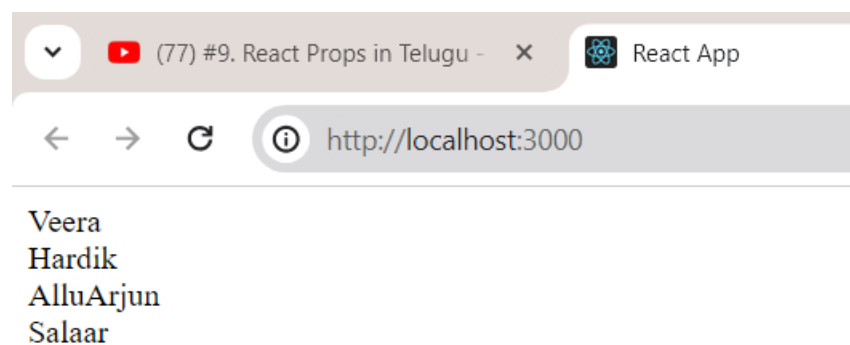 (77) #9. React Props in Telugu -
React App
http://localhost:3000
Veera
Hardik
AlluArjun
Salaar